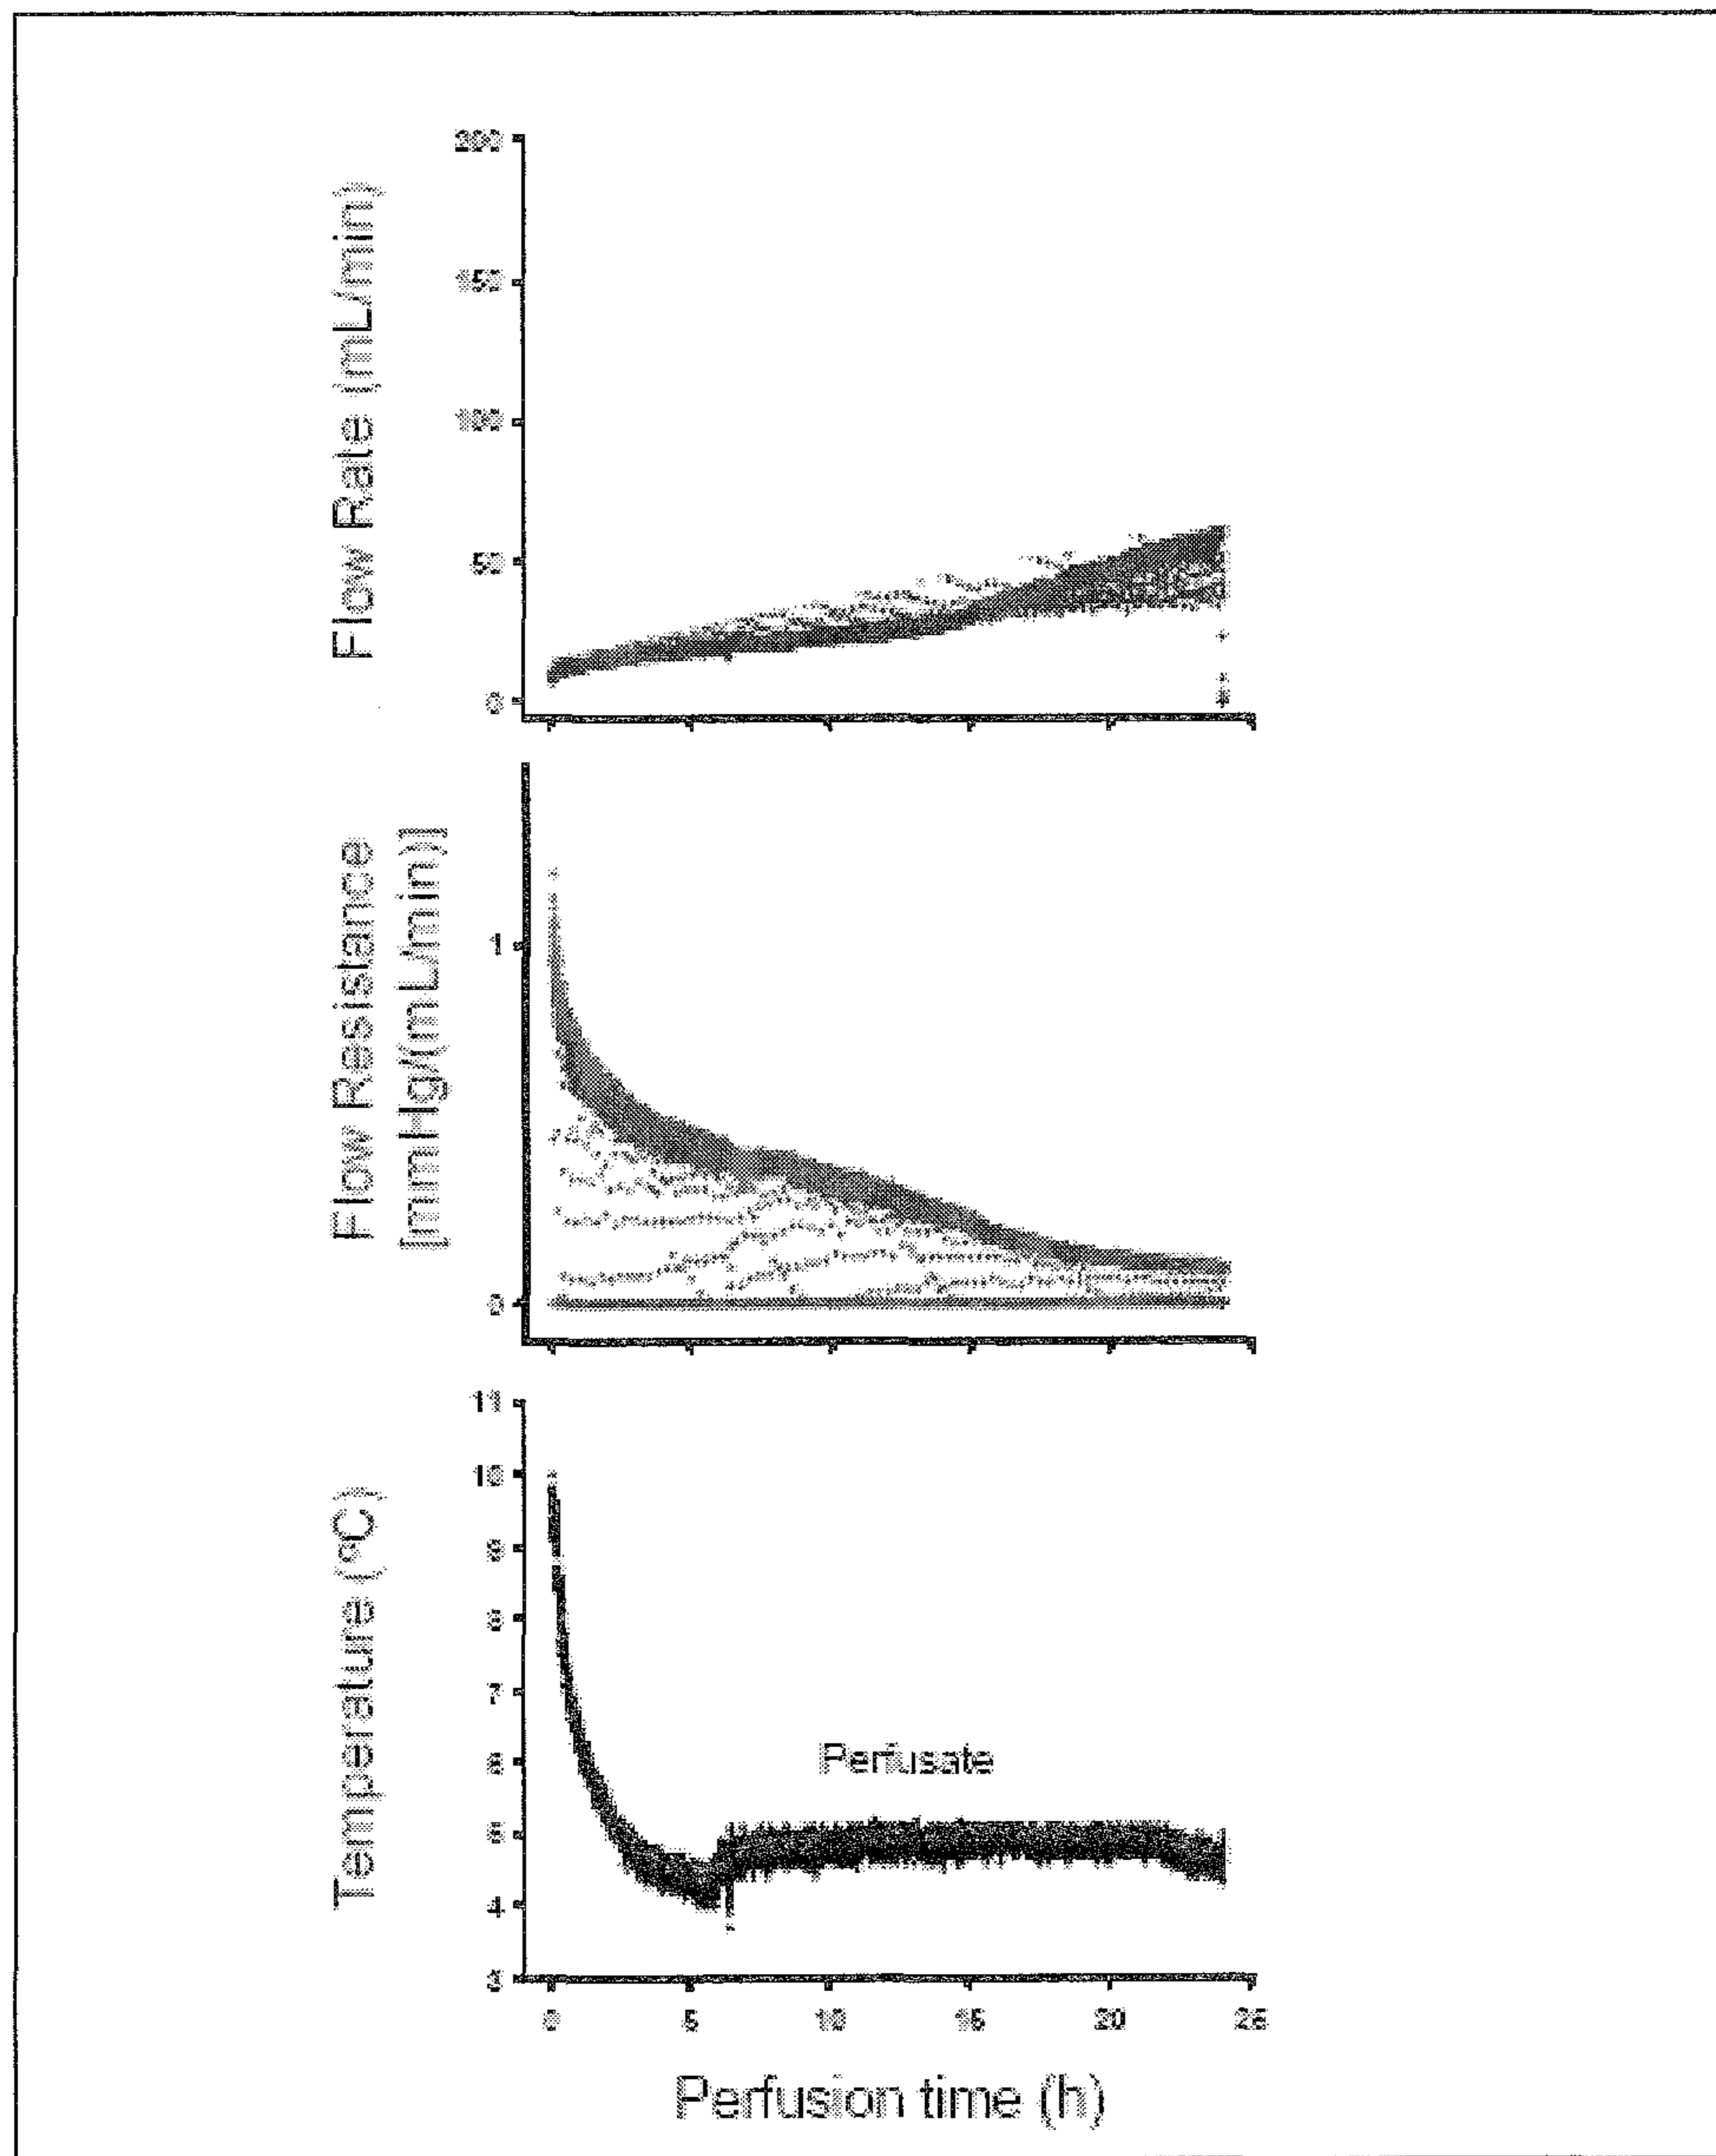 Flow Rate (mL/min)
200
150
100
50
0
Flow Resistance
[mmHg/(mL/min)]
1
0
Temperature (ºC)
11
10
9
8
7
6
5
4
3
Perfusate
0 5 10 15 20 25
Perfusion time (h)